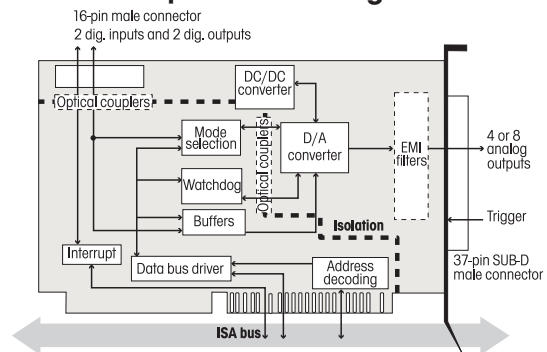 16-pin male connector
2 dig. inputs and 2 dig. outputs
Optical couplers
DC/DC
converter
Mode
selection
Optical couplers
D/A
converter
EMI
filters
4 or 8
analog
outputs
Watchdog
Buffers
Isolation
Trigger
Interrupt
Data bus driver
Address
decoding
37-pin SUB-D
male connector
ISA bus